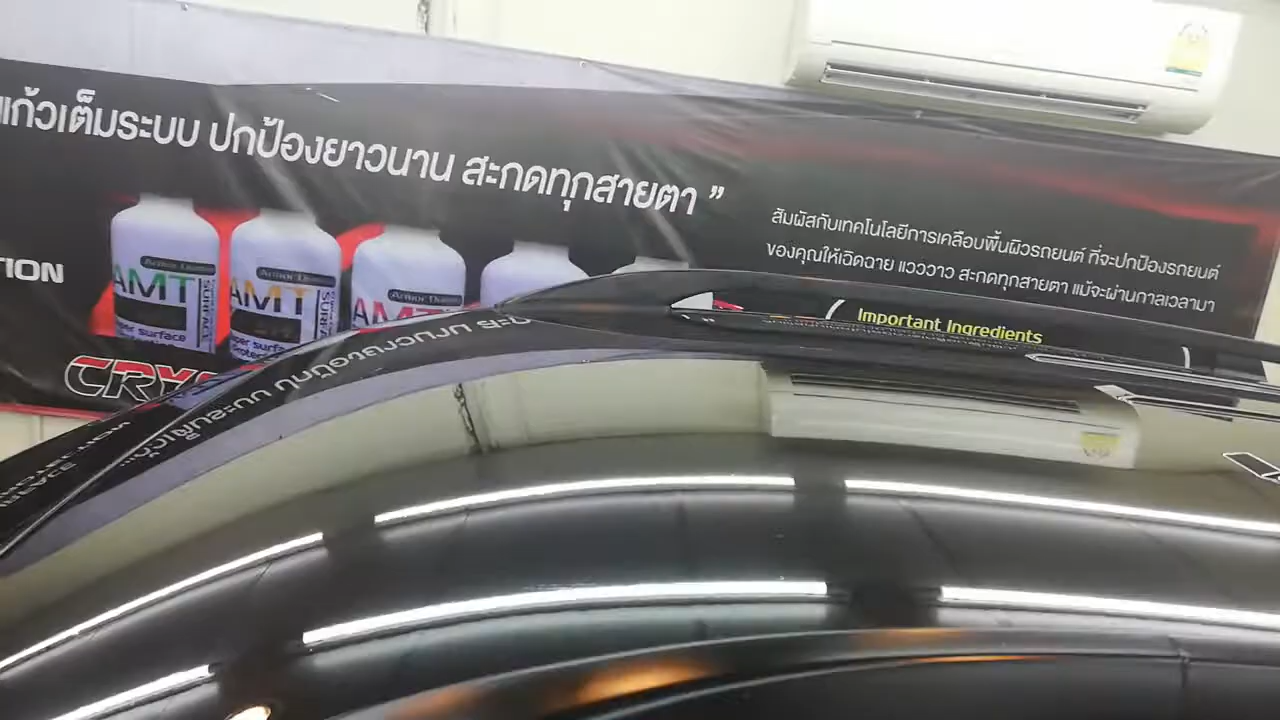 แก้วเต็มระบบ ปกป้องยาวนาน สะกดทุกสายตา ”
สัมผัสกับเทคโนโลยีการเคลือบพื้นผิวรถยนต์ ที่จะปกป้องรถยนต์
ของคุณให้เฉิดฉาย แวววาว สะกดทุกสายตา แม้จะผ่านกาลเวลามา
TION
AMT
SURFACE
per surface
AMT
AMT
Important Ingredients
CRYS